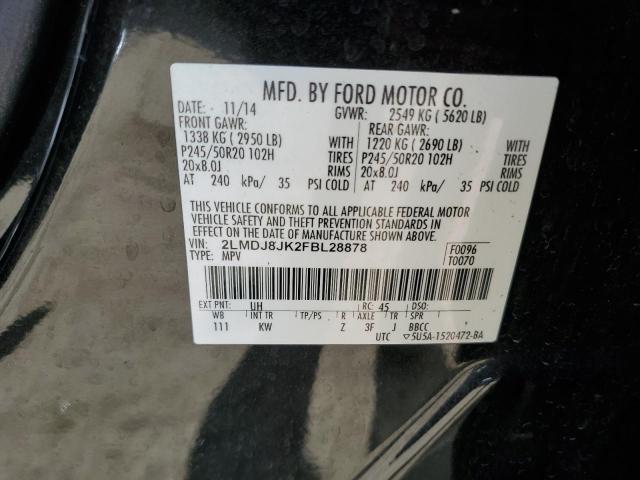 MFD. BY FORD MOTOR CO.
DATE: 11/14 GVWR: 2549 KG ( 5620 LB)
FRONT GAWR: REAR GAWR:
1338 KG ( 2950 LB) WITH 1220 KG ( 2690 LB) WITH
P245/50R20 102H TIRES P245/50R20 102H TIRES
20x8.0J RIMS 20x8.0J RIMS
AT 240 kPa/ 35 PSI COLD AT 240 kPa/ 35 PSI COLD
THIS VEHICLE CONFORMS TO ALL APPLICABLE FEDERAL MOTOR
VEHICLE SAFETY AND THEFT PREVENTION STANDARDS IN EFFECT
ON THE DATE OF MANUFACTURE SHOWN ABOVE.
VIN: 2LMDJ8JK2FBL28878 F0096
TYPE: MPV T0070
EXT PNT: UH RC: 45 DSO:
WB INT TR TP/PS R AXLE TR SPR
111 KW Z 3F J BBCC
UTC ▽5U5A-1520472-BA